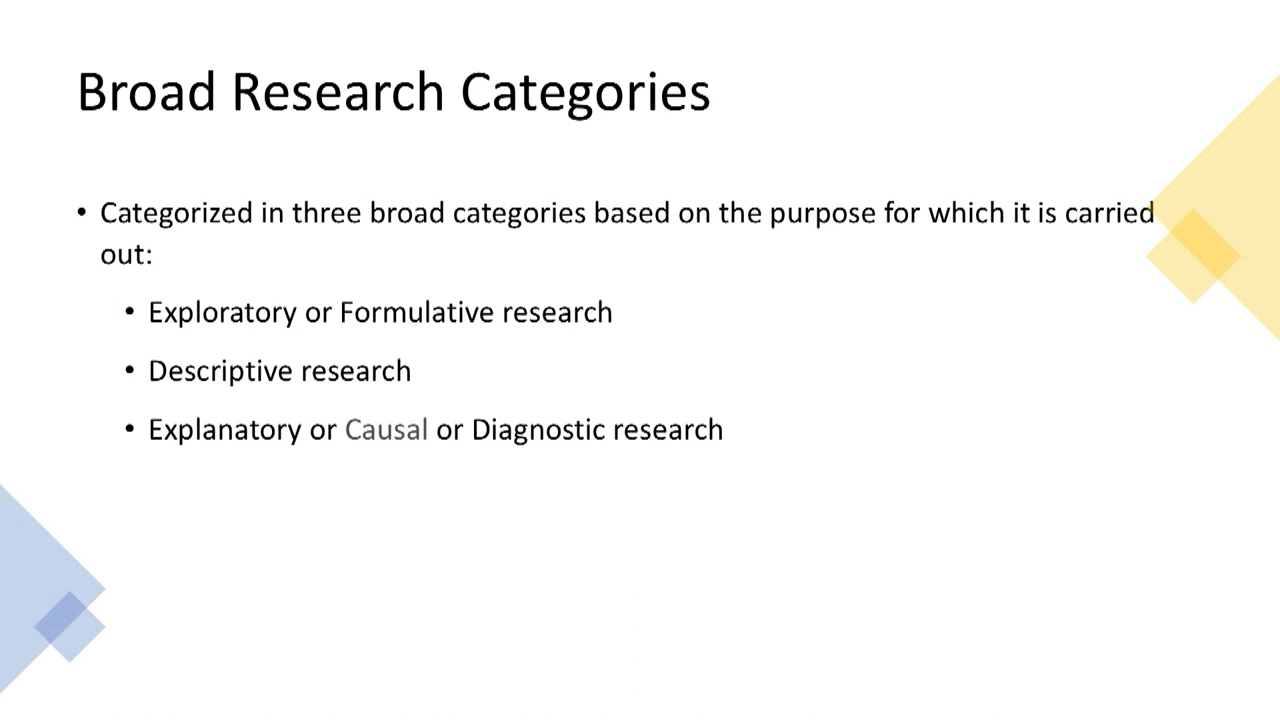 Broad Research Categories
• Categorized in three broad categories based on the purpose for which it is carried
out:
• Exploratory or Formulative research
• Descriptive research
• Explanatory or Causal or Diagnostic research